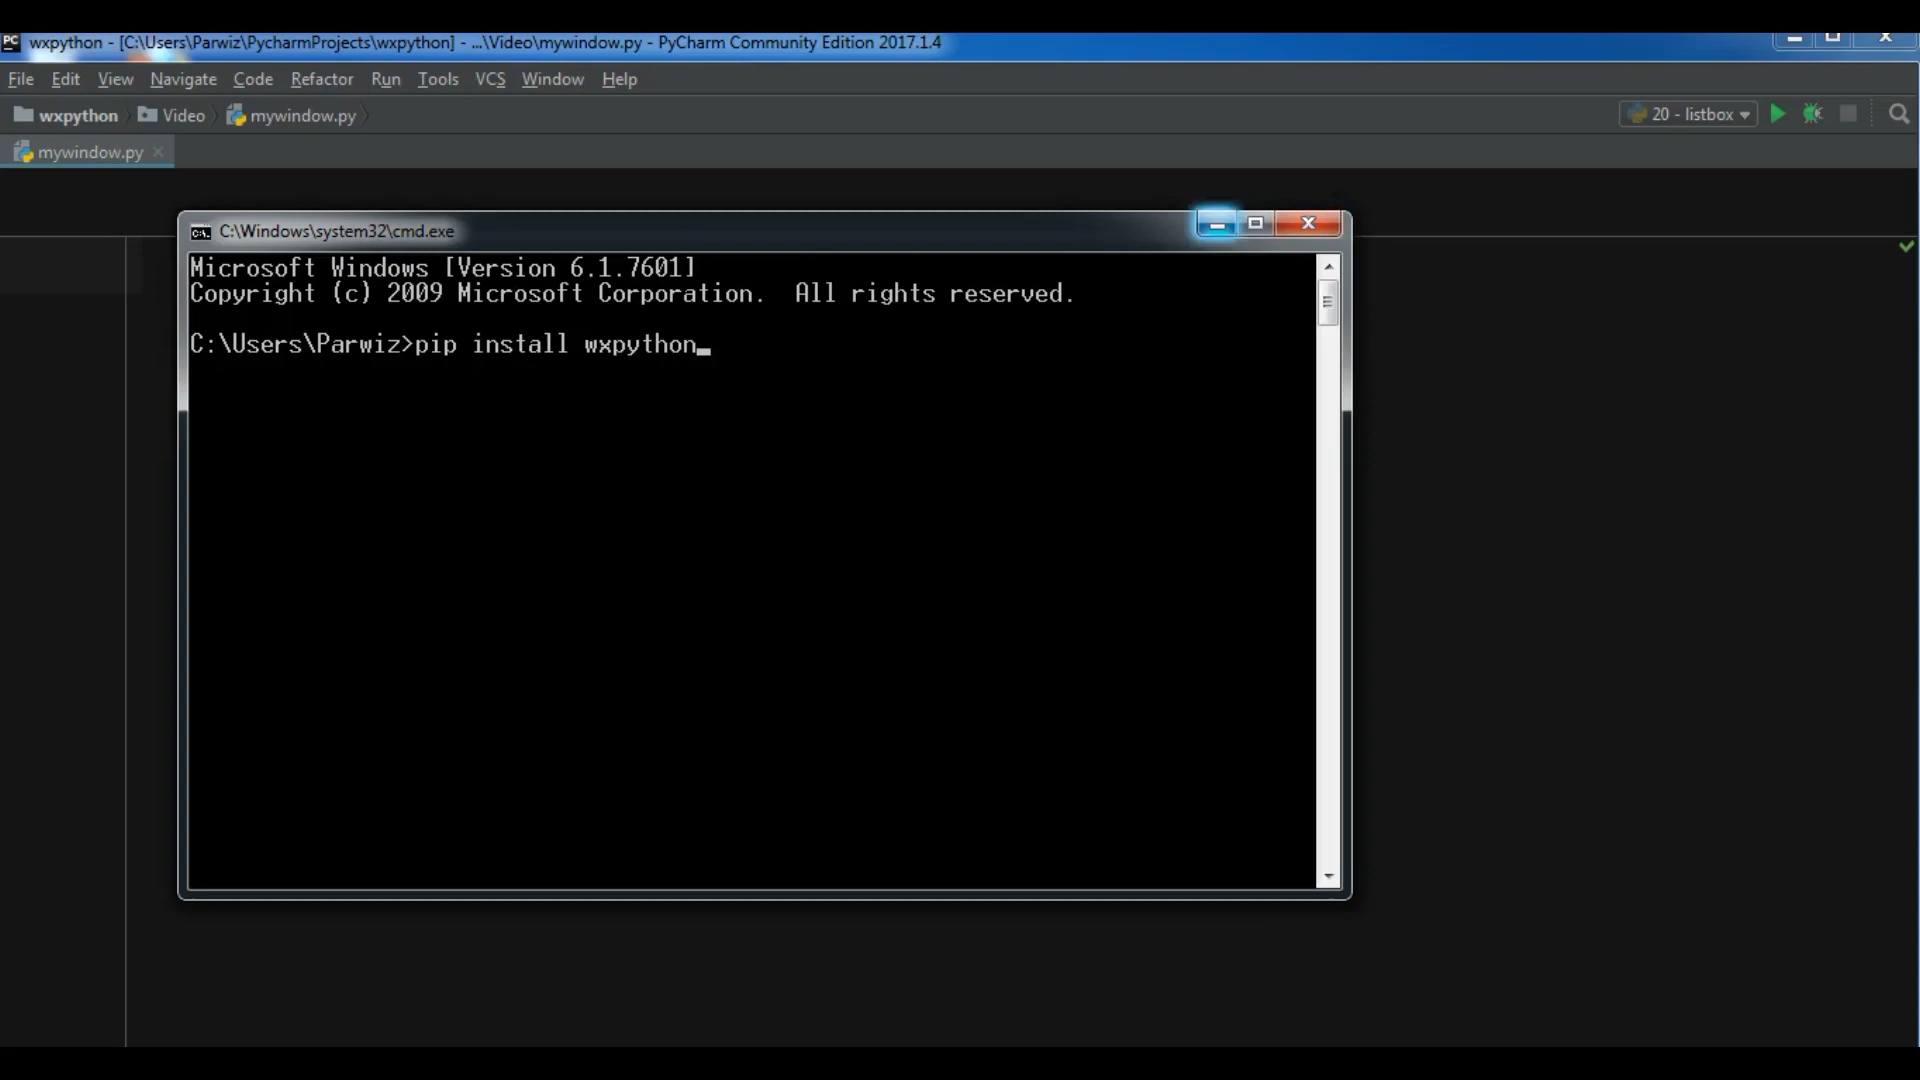 wxpython - [C:\Users\Parwiz\PycharmProjects\wxpython] - ...\Video\mywindow.py - PyCharm Community Edition 2017.1.4
File Edit View Navigate Code Refactor Run Tools VCS Window Help
wxpython Video mywindow.py 20 - listbox
mywindow.py
C:\Windows\system32\cmd.exe
Microsoft Windows [Version 6.1.7601]
Copyright (c) 2009 Microsoft Corporation. All rights reserved.
C:\Users\Parwiz>pip install wxpython